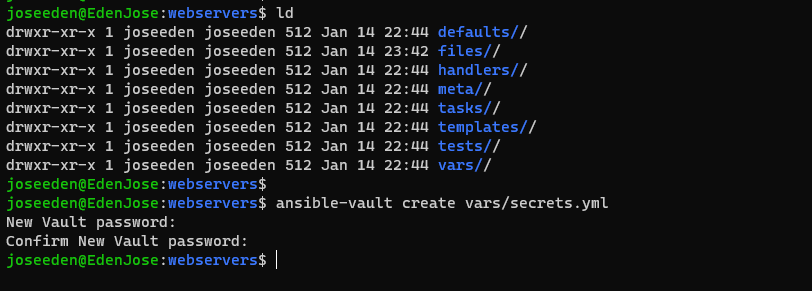 joseeden@EdenJose:webservers$ ld
drwxr-xr-x 1 joseeden joseeden 512 Jan 14 22:44 defaults//
drwxr-xr-x 1 joseeden joseeden 512 Jan 14 23:42 files//
drwxr-xr-x 1 joseeden joseeden 512 Jan 14 22:44 handlers//
drwxr-xr-x 1 joseeden joseeden 512 Jan 14 22:44 meta//
drwxr-xr-x 1 joseeden joseeden 512 Jan 14 22:44 tasks//
drwxr-xr-x 1 joseeden joseeden 512 Jan 14 22:44 templates//
drwxr-xr-x 1 joseeden joseeden 512 Jan 14 22:44 tests//
drwxr-xr-x 1 joseeden joseeden 512 Jan 14 22:44 vars//
joseeden@EdenJose:webservers$
joseeden@EdenJose:webservers$ ansible-vault create vars/secrets.yml
New Vault password:
Confirm New Vault password:
joseeden@EdenJose:webservers$